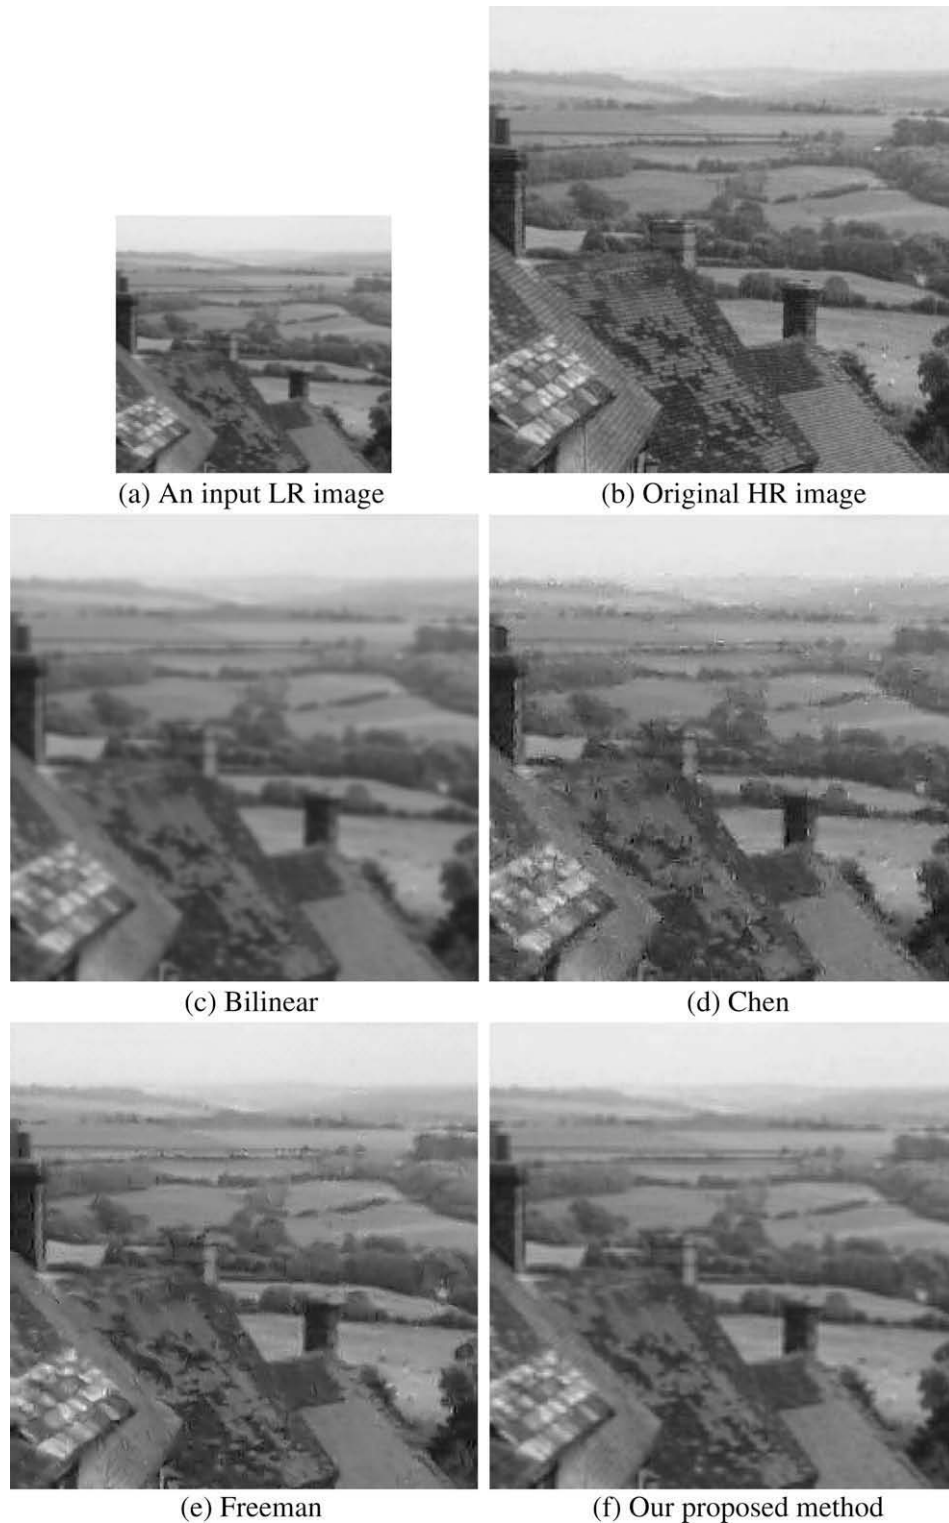 (a) An input LR image
(b) Original HR image
(c) Bilinear
(d) Chen
(e) Freeman
(f) Our proposed method